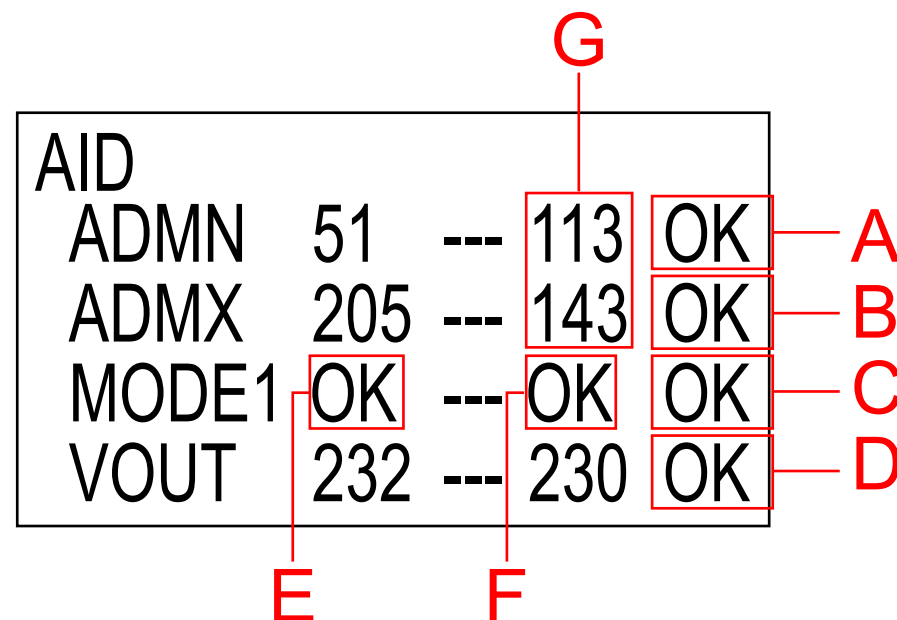 G
AID
ADMN 51 --- 113 OK A
ADMX 205 --- 143 OK B
MODE1 OK --- OK OK C
VOUT 232 --- 230 OK D
E F